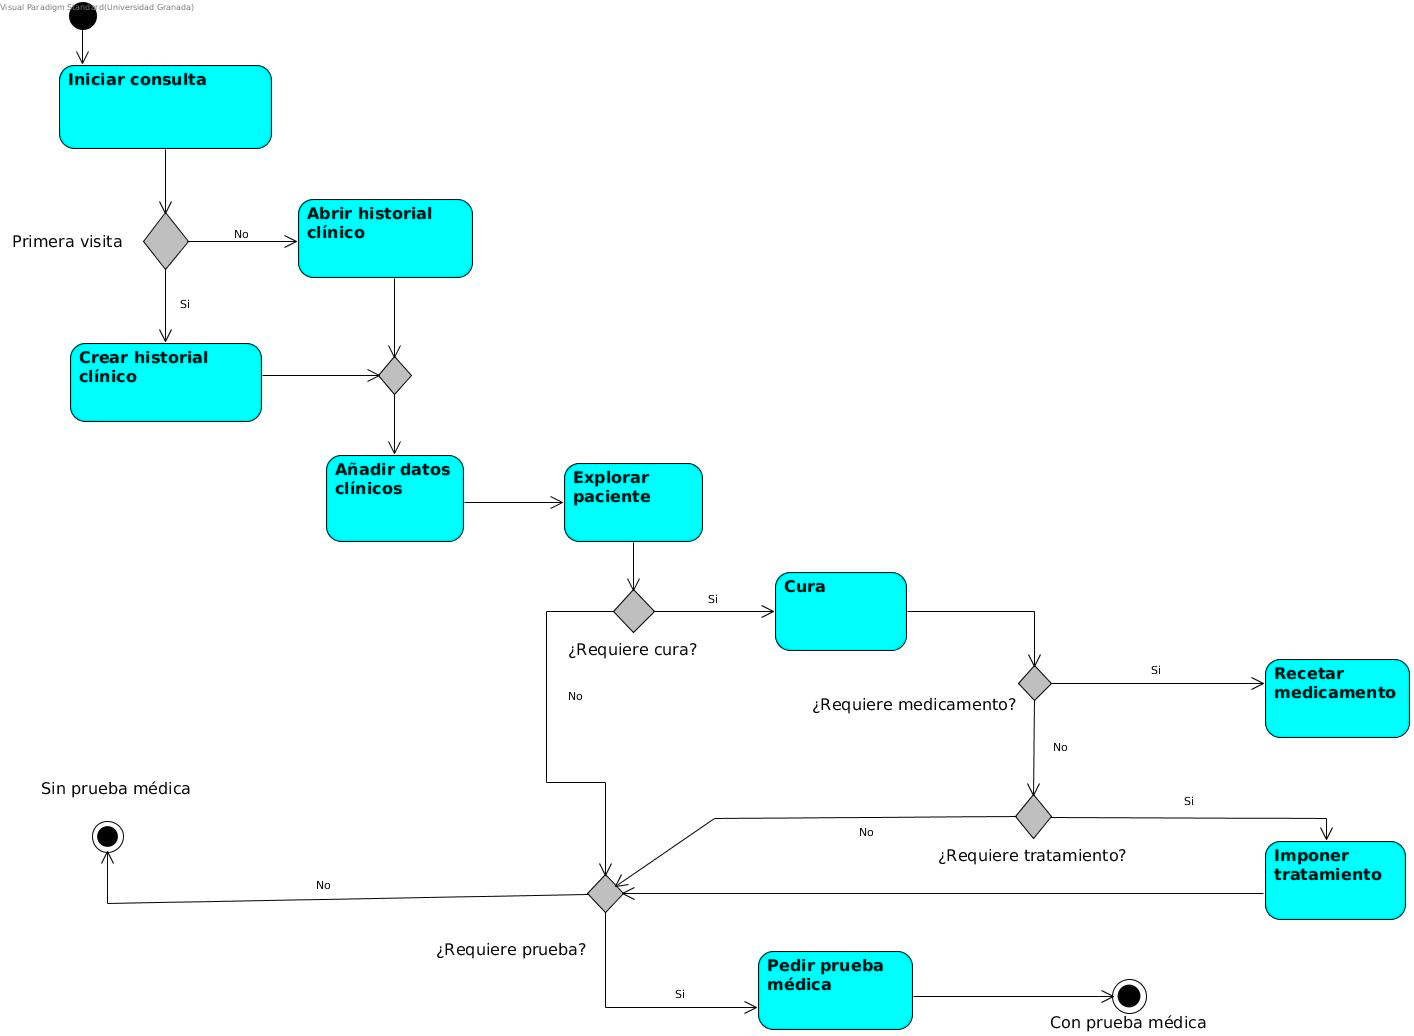 Visual Paradigm Standard(Universidad Granada)
Iniciar consulta
Abrir historial
clínico
Primera visita
No
Si
Crear historial
clínico
Añadir datos
clínicos
Explorar
paciente
Cura
Si
¿Requiere cura?
No
Recetar
medicamento
Si
¿Requiere medicamento?
No
Sin prueba médica
Si
No
¿Requiere tratamiento?
Imponer
tratamiento
No
¿Requiere prueba?
Pedir prueba
médica
Si
Con prueba médica